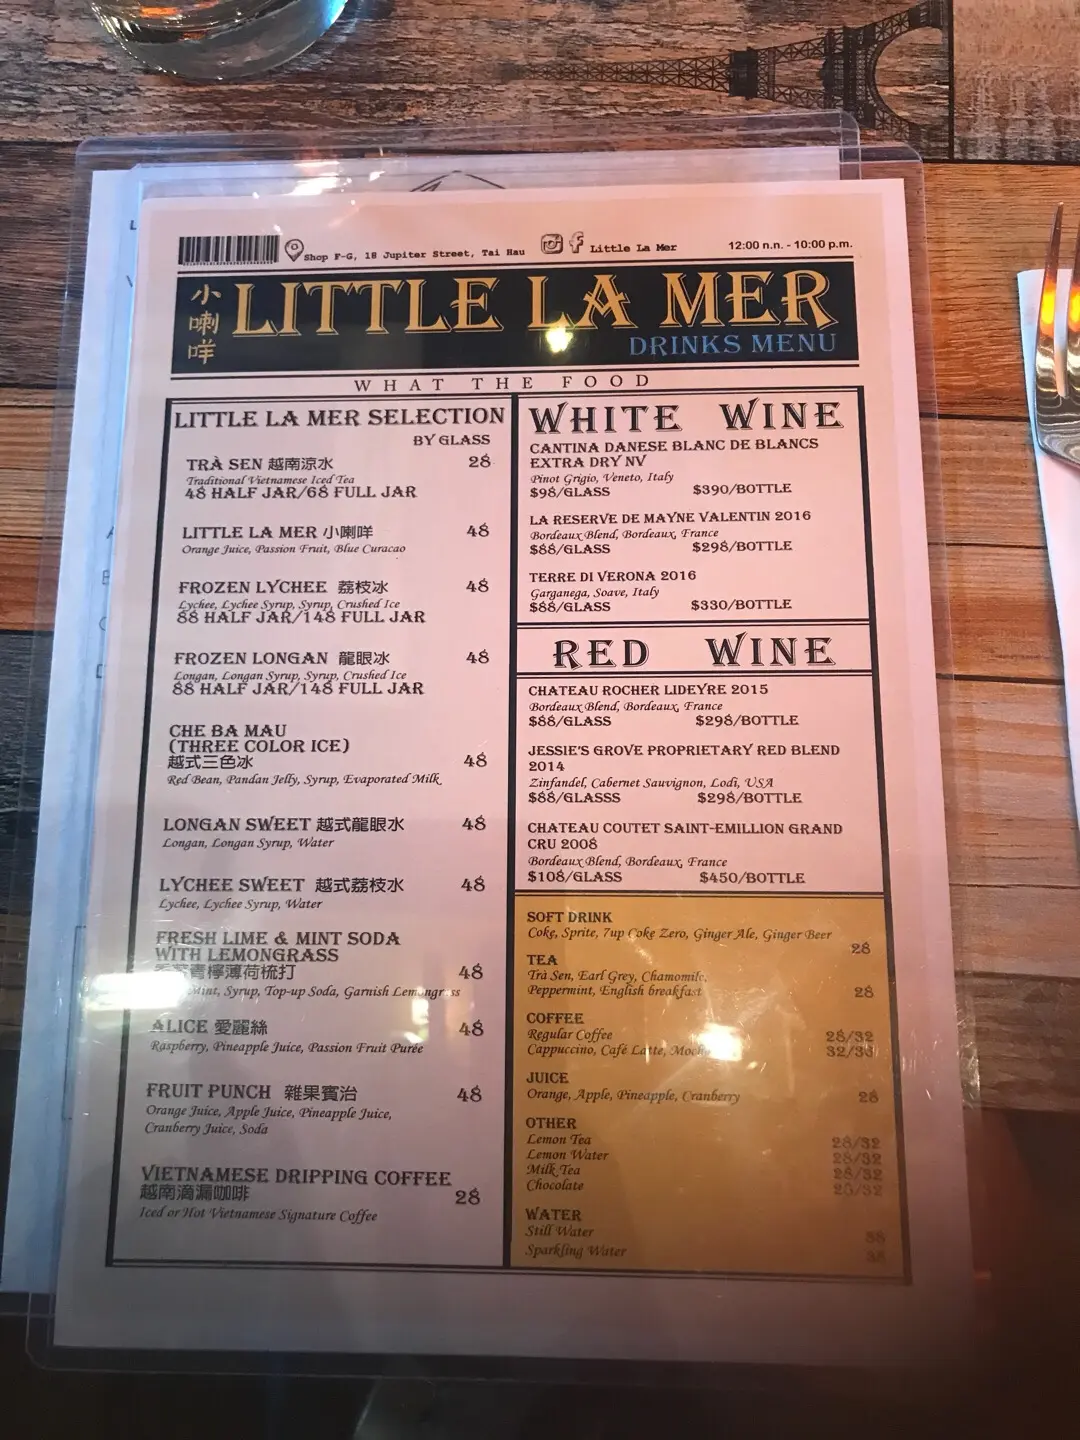 Shop F-G, 18 Jupiter Street, Tai Hau
Little La Mer
12:00 n.n. - 10:00 p.m.
小喇咩
LITTLE LA MER
DRINKS MENU
WHAT THE FOOD
LITTLE LA MER SELECTION
BY GLASS
TRÀ SEN 越南涼水 28
Traditional Vietnamese Iced Tea
48 HALF JAR/68 FULL JAR
LITTLE LA MER 小喇咩 48
Orange Juice, Passion Fruit, Blue Curacao
FROZEN LYCHEE 荔枝冰 48
Lychee, Lychee Syrup, Syrup, Crushed Ice
88 HALF JAR/148 FULL JAR
FROZEN LONGAN 龍眼冰 48
Longan, Longan Syrup, Syrup, Crushed Ice
88 HALF JAR/148 FULL JAR
CHE BA MAU
(THREE COLOR ICE)
越式三色冰 48
Red Bean, Pandan Jelly, Syrup, Evaporated Milk
LONGAN SWEET 越式龍眼水 48
Longan, Longan Syrup, Water
LYCHEE SWEET 越式荔枝水 48
Lychee, Lychee Syrup, Water
FRESH LIME & MINT SODA
WITH LEMONGRASS
檸薄荷梳打 48
Mint, Syrup, Top-up Soda, Garnish Lemongrass
ALICE 愛麗絲 48
Raspberry, Pineapple Juice, Passion Fruit Purée
FRUIT PUNCH 雜果賓治 48
Orange Juice, Apple Juice, Pineapple Juice,
Cranberry Juice, Soda
VIETNAMESE DRIPPING COFFEE
越南滴漏咖啡 28
Iced or Hot Vietnamese Signature Coffee
WHITE WINE
CANTINA DANESE BLANC DE BLANCS
EXTRA DRY NV
Pinot Grigio, Veneto, Italy
$98/GLASS $390/BOTTLE
LA RESERVE DE MAYNE VALENTIN 2016
Bordeaux Blend, Bordeaux, France
$88/GLASS $298/BOTTLE
TERRE DI VERONA 2016
Garganega, Soave, Italy
$88/GLASS $330/BOTTLE
RED WINE
CHATEAU ROCHER LIDEYRE 2015
Bordeaux Blend, Bordeaux, France
$88/GLASS $298/BOTTLE
JESSIE'S GROVE PROPRIETARY RED BLEND
2014
Zinfandel, Cabernet Sauvignon, Lodi, USA
$88/GLASSS $298/BOTTLE
CHATEAU COUTET SAINT-EMILLION GRAND
CRU 2008
Bordeaux Blend, Bordeaux, France
$108/GLASS $450/BOTTLE
SOFT DRINK
Coke, Sprite, 7up Coke Zero, Ginger Ale, Ginger Beer
28
TEA
Trà Sen, Earl Grey, Chamomile,
Peppermint, English breakfast 28
COFFEE
Regular Coffee 28/32
Cappuccino, Café Latte, 32/38
JUICE
Orange, Apple, Pineapple, Cranberry 28
OTHER
Lemon Tea 28/32
Lemon Water 28/32
Milk Tea 28/32
Chocolate 28/32
WATER
Still Water
Sparkling Water